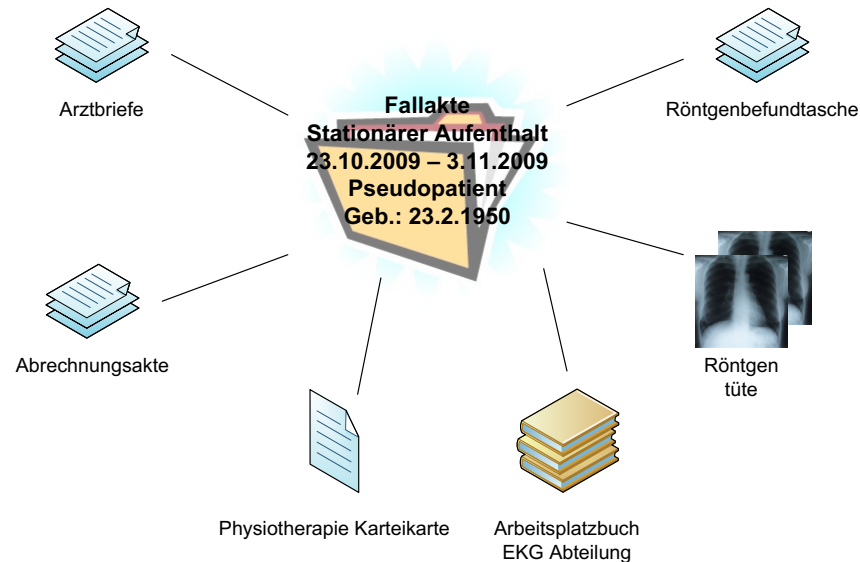 Arztbriefe
Fallakte
Stationärer Aufenthalt
23.10.2009 – 3.11.2009
Pseudopatient
Geb.: 23.2.1950
Röntgenbefundtasche
Abrechnungsakte
Röntgen
tüte
Physiotherapie Karteikarte
Arbeitsplatzbuch
EKG Abteilung